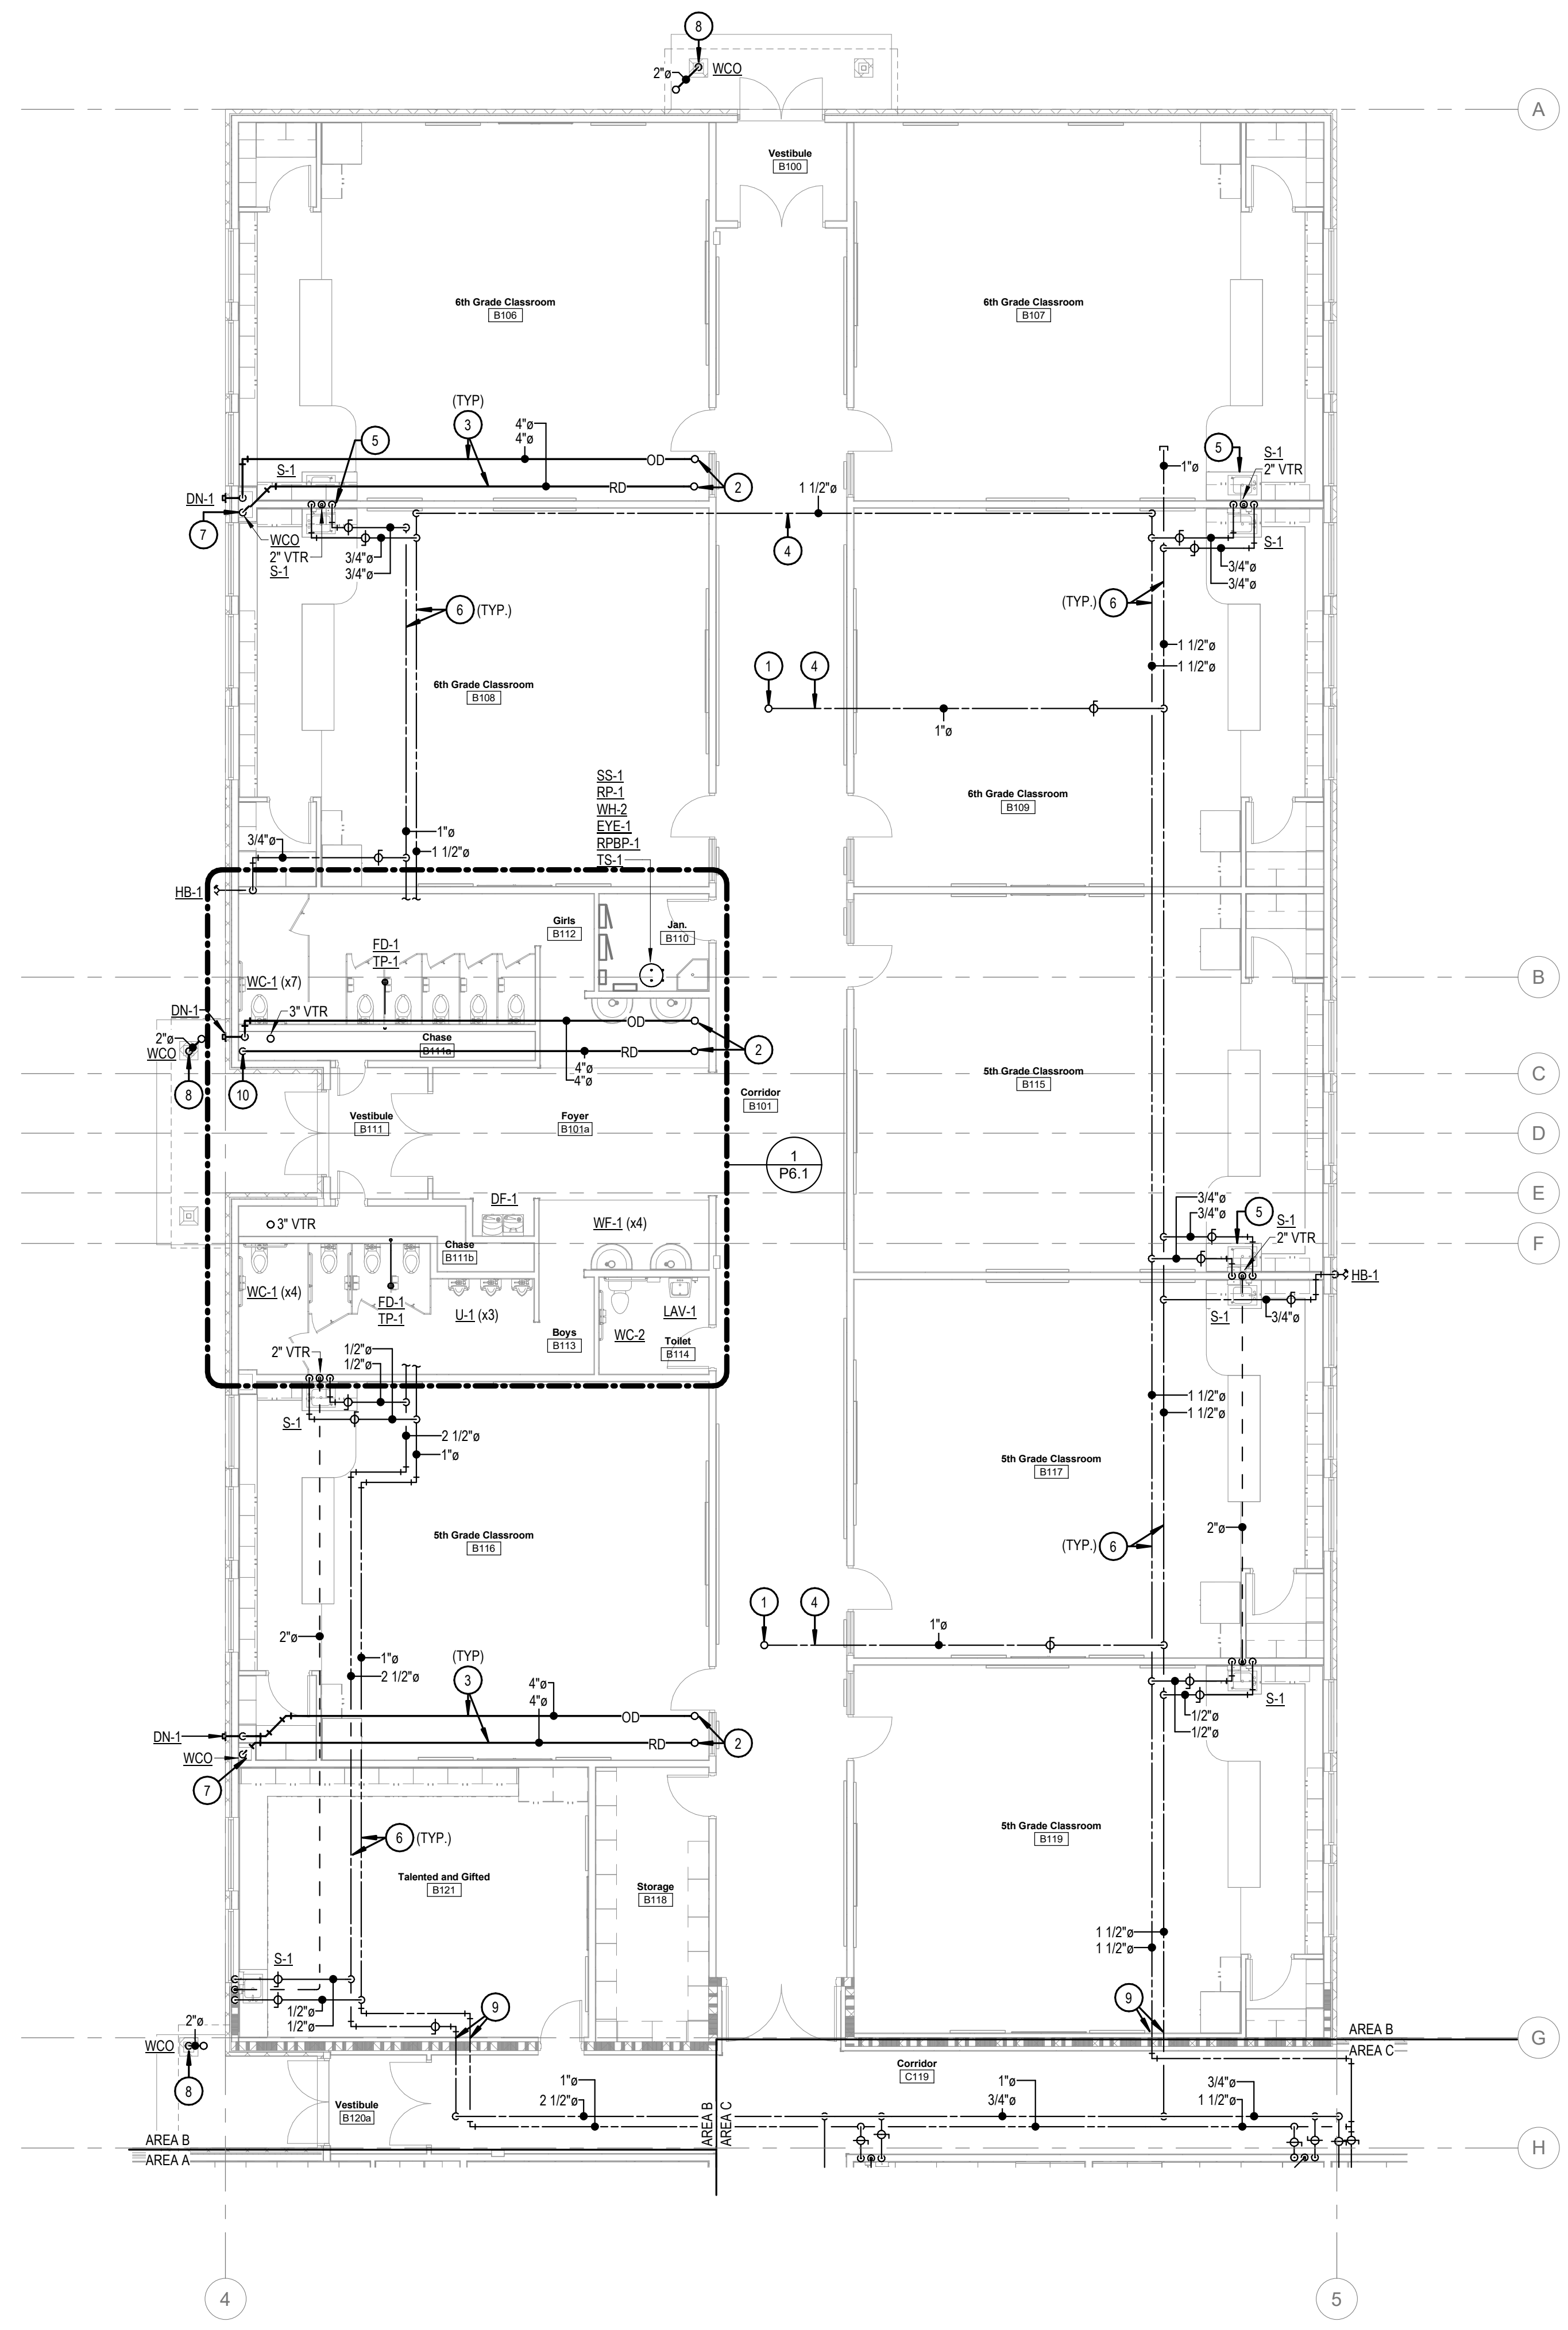 8
2"ø
WCO
A
Vestibule
B100
6th Grade Classroom
B106
6th Grade Classroom
B107
(TYP)
3
4"ø
4"ø
5
OD
RD
2
S-1
DN-1
7
WCO
2" VTR
S-1
3/4"ø
3/4"ø
1"ø
5
S-1
2" VTR
1 1/2"ø
4
S-1
3/4"ø
3/4"ø
6
(TYP.)
(TYP.)
6
1 1/2"ø
1 1/2"ø
1
4
1"ø
6th Grade Classroom
B108
6th Grade Classroom
B109
SS-1
RP-1
WH-2
EYE-1
RPBP-1
TS-1
1"ø
1 1/2"ø
3/4"ø
HB-1
Girls
B112
Jan.
B110
FD-1
TP-1
WC-1 (x7)
B
DN-1
3" VTR
OD
2"ø
WCO
Chase
B111a
RD
2
4"ø
4"ø
8
10
5th Grade Classroom
B115
C
Corridor
B101
Vestibule
B111
Foyer
B101a
D
1
P6.1
E
DF-1
3" VTR
WF-1 (x4)
Chase
B111b
3/4"ø
3/4"ø
5
S-1
2" VTR
F
HB-1
WC-1 (x4)
FD-1
TP-1
U-1 (x3)
LAV-1
WC-2
Boys
B113
Toilet
B114
S-1
3/4"ø
2" VTR
1/2"ø
1/2"ø
S-1
2 1/2"ø
1"ø
1 1/2"ø
1 1/2"ø
5th Grade Classroom
B117
5th Grade Classroom
B116
2"ø
(TYP.)
6
1
4
1"ø
2"ø
1"ø
2 1/2"ø
(TYP)
3
4"ø
4"ø
OD
RD
2
DN-1
WCO
7
S-1
1/2"ø
1/2"ø
6
(TYP.)
5th Grade Classroom
B119
Talented and Gifted
B121
Storage
B118
S-1
1/2"ø
1/2"ø
1 1/2"ø
1 1/2"ø
9
9
2"ø
WCO
8
AREA B
AREA C
G
Corridor
C119
Vestibule
B120a
1"ø
2 1/2"ø
1"ø
3/4"ø
3/4"ø
1 1/2"ø
AREA B
AREA C
AREA B
AREA A
H
4
5